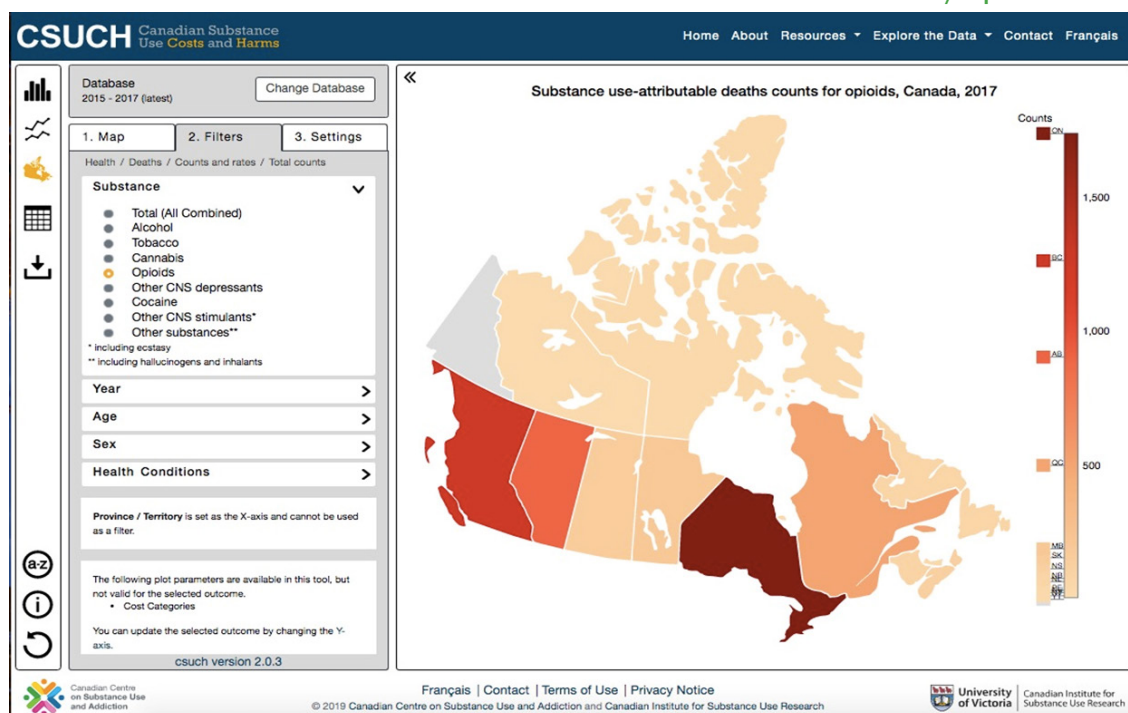 CSUCH Canadian Substance
Use Costs and Harms
Home About Resources Explore the Data Contact Français
Database
2015 - 2017 (latest)
Change Database
1. Map
2. Filters
3. Settings
Health / Deaths / Counts and rates / Total counts
Substance
Total (All Combined)
Alcohol
Tobacco
Cannabis
Opioids
Other CNS depressants
Cocaine
Other CNS stimulants*
Other substances**
* including ecstasy
** including hallucinogens and inhalants
Year
Age
Sex
Health Conditions
Province / Territory is set as the X-axis and cannot be used
as a filter.
The following plot parameters are available in this tool, but
not valid for the selected outcome.
• Cost Categories
You can update the selected outcome by changing the Y-
axis.
csuch version 2.0.3
a-z
Substance use-attributable deaths counts for opioids, Canada, 2017
Counts
ON
1,500
BC
1,000
AB
QC
500
MB
SK
NS
NB
Canadian Centre
on Substance Use
and Addiction
Français | Contact | Terms of Use | Privacy Notice
© 2019 Canadian Centre on Substance Use and Addiction and Canadian Institute for Substance Use Research
University
of Victoria
Canadian Institute for
Substance Use Research